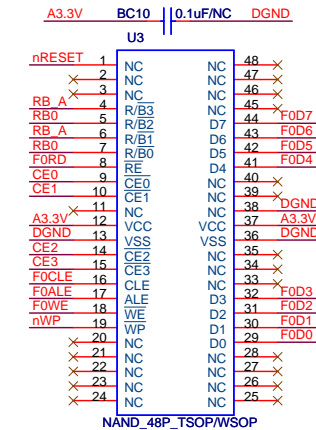 A3.3V BC10 0.1uF/NC DGND
U3
nRESET 1 NC NC 48
2 NC NC 47
3 NC NC 46
RB_A 4 R/B3 NC 45
RB0 5 R/B2 D7 44 F0D7
RB_A 6 R/B1 D6 43 F0D6
RB0 7 R/B0 D5 42 F0D5
F0RD 8 RE D4 41 F0D4
CE0 9 CE0 NC 40
CE1 10 CE1 NC 39
11 NC NC 38 DGND
A3.3V 12 VCC VCC 37 A3.3V
DGND 13 VSS VSS 36 DGND
CE2 14 CE2 NC 35
CE3 15 CE3 NC 34
F0CLE 16 CLE NC 33
F0ALE 17 ALE D3 32 F0D3
F0WE 18 WE D2 31 F0D2
nWP 19 WP D1 30 F0D1
20 NC D0 29 F0D0
21 NC NC 28
22 NC NC 27
23 NC NC 26
24 NC NC 25
NAND_48P_TSOP/WSOP